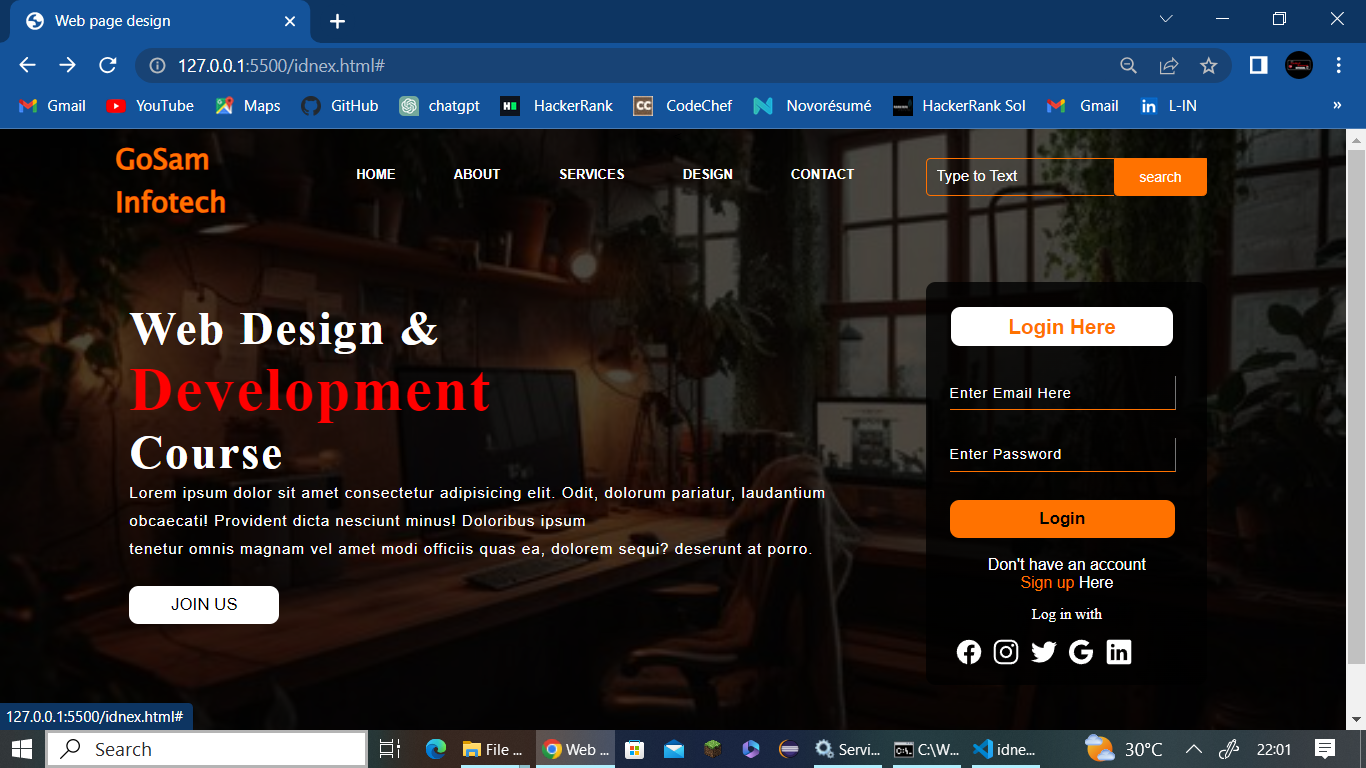 Web page design
127.0.0.1:5500/idnex.html#
Gmail YouTube Maps GitHub chatgpt HackerRank CodeChef Novorésumé HackerRank Sol Gmail L-IN »
GoSam
Infotech
HOME ABOUT SERVICES DESIGN CONTACT
Type to Text search
Web Design &
Development
Course
Lorem ipsum dolor sit amet consectetur adipisicing elit. Odit, dolorum pariatur, laudantium
obcaecati! Provident dicta nesciunt minus! Doloribus ipsum
tenetur omnis magnam vel amet modi officiis quas ea, dolorem sequi? deserunt at porro.
JOIN US
Login Here
Enter Email Here
Enter Password
Login
Don't have an account
Sign up Here
Log in with
127.0.0.1:5500/idnex.html#
Search File ... Web ... Servi... C:\W... idne... 30°C 22:01